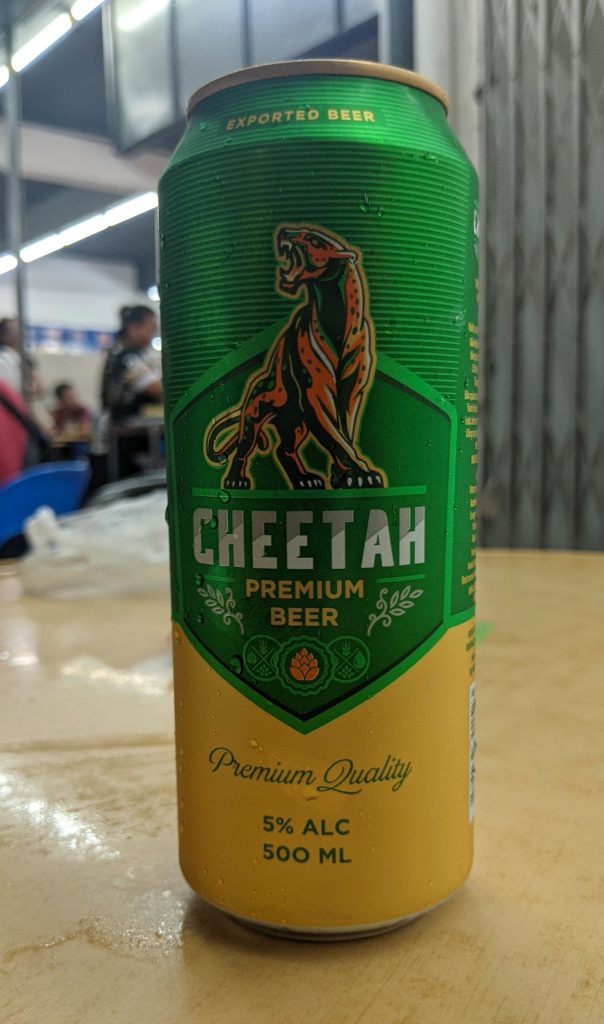 EXPORTED BEER
CHEETAH
PREMIUM
BEER
Premium Quality
5% ALC
500 ML